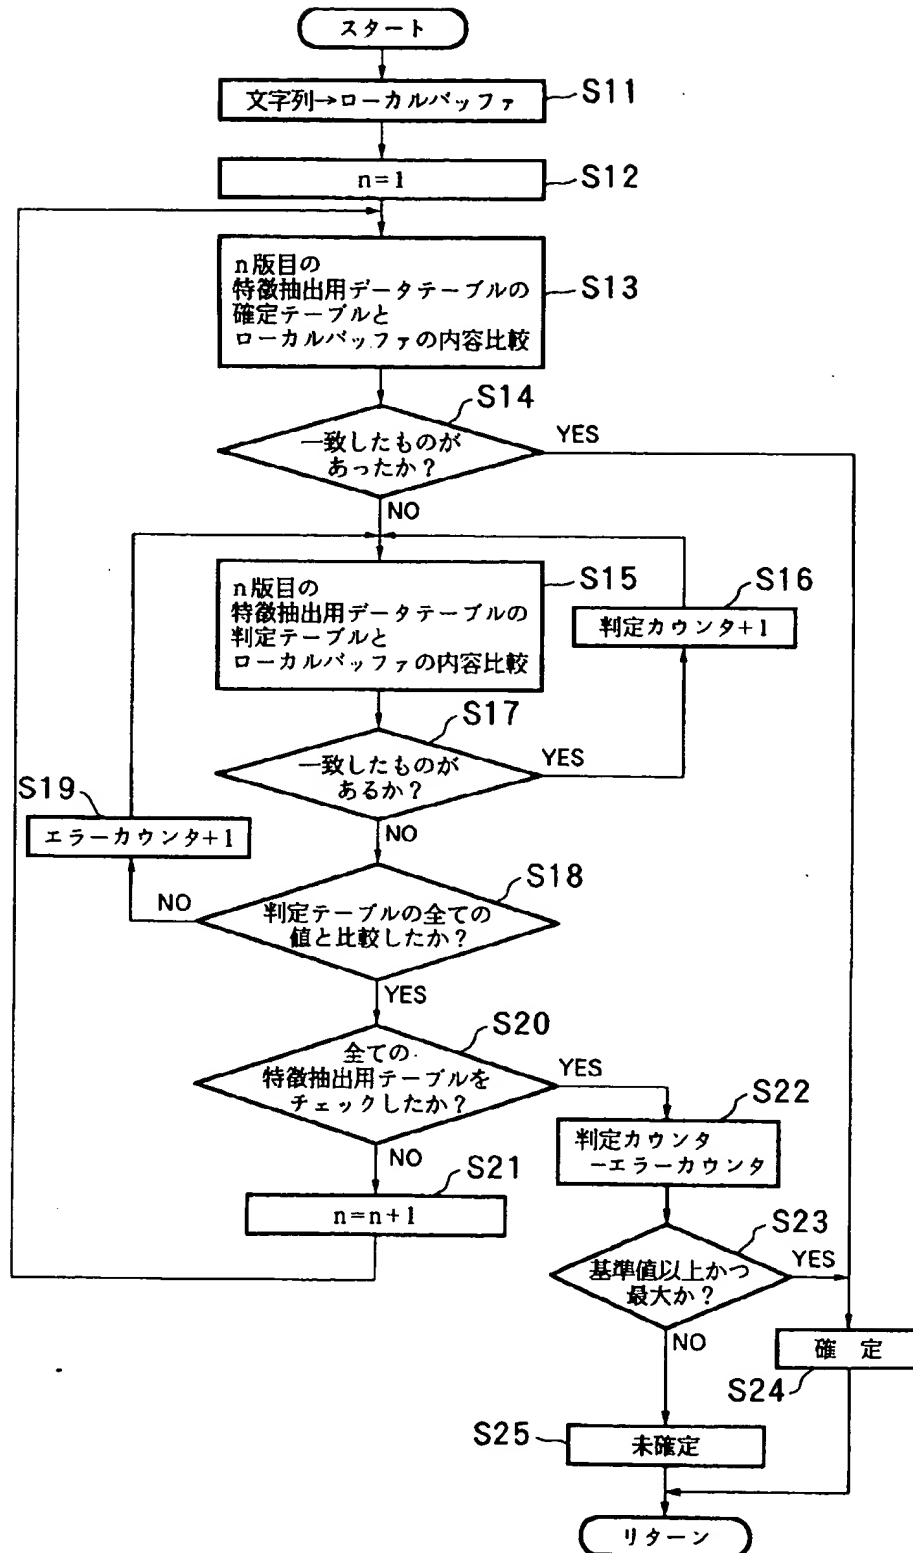 スタート
文字列→ローカルバッファ
S11
n=1
S12
n版目の
特徴抽出用データテーブルの
確定テーブルと
ローカルバッファの内容比較
S13
S14
一致したものが
あったか?
YES
NO
n版目の
特徴抽出用データテーブルの
判定テーブルと
ローカルバッファの内容比較
S15
S16
判定カウンタ+1
S17
一致したものが
あるか?
YES
NO
S19
エラーカウンタ+1
S18
判定テーブルの全ての
値と比較したか?
NO
YES
S20
全ての
特徴抽出用テーブルを
チェックしたか?
YES
NO
S22
判定カウンタ
−エラーカウンタ
S21
n=n+1
S23
基準値以上かつ
最大か?
YES
NO
確 定
S24
S25
未確定
リターン